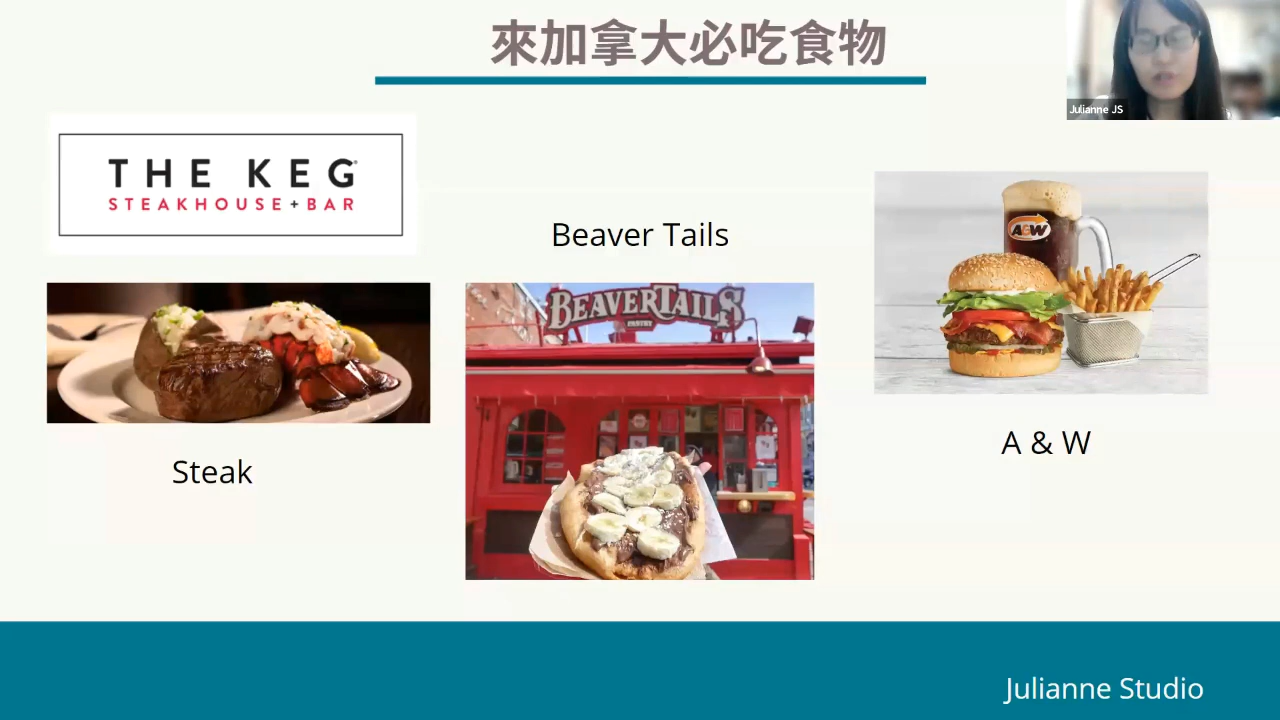 來加拿大必吃食物
Julianne JS
THE KEG
STEAKHOUSE + BAR
Beaver Tails
BEAVERTAILS
PASTRY
A&W
Steak
A & W
Julianne Studio